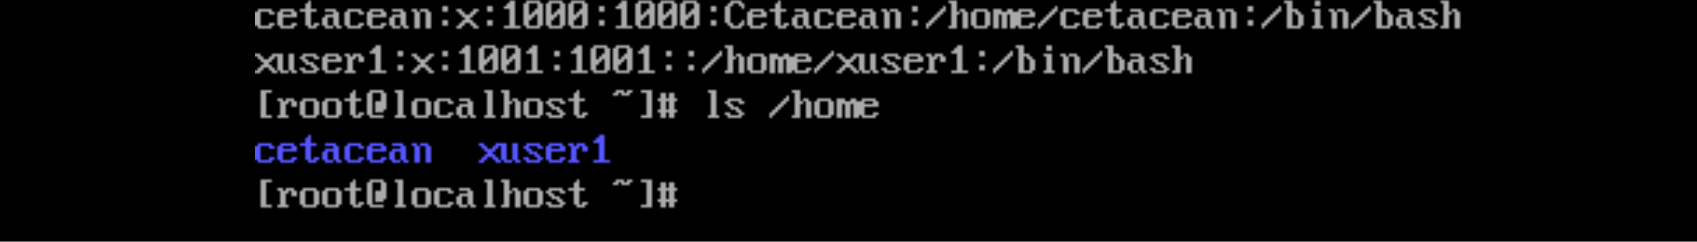 cetacean:x:1000:1000:Cetacean:/home/cetacean:/bin/bash
xuser1:x:1001:1001::/home/xuser1:/bin/bash
[root@localhost ~]# ls /home
cetacean  xuser1
[root@localhost ~]#